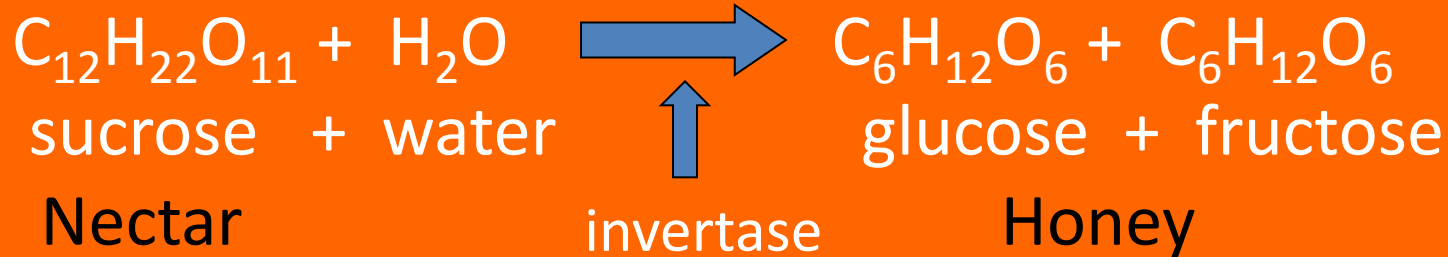 C₁₂H₂₂O₁₁ + H₂O C₆H₁₂O₆ + C₆H₁₂O₆
sucrose + water glucose + fructose
Nectar invertase Honey